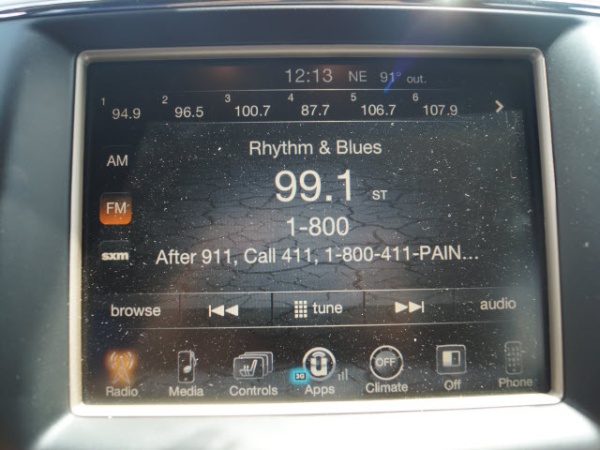 12:13 NE 91° out.
1 94.9 2 96.5 3 100.7 4 87.7 5 106.7 6 107.9
Rhythm & Blues
AM
99.1 ST
FM
1-800
sxm
After 911, Call 411, 1-800-411-PAIN...
browse tune audio
OFF
3G
Radio Media Controls Apps Climate Off Phone